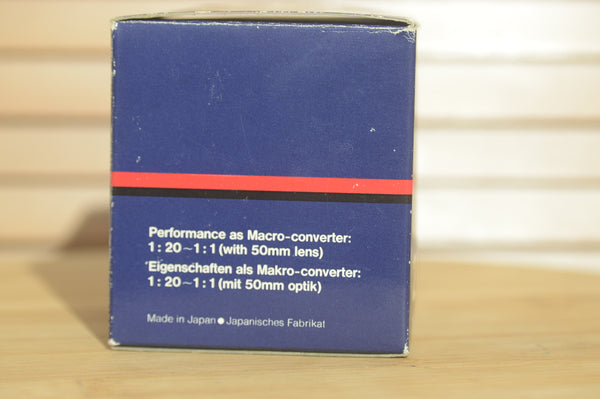 Performance as Macro-converter:
1 : 20~1 : 1 (with 50mm lens)
Eigenschaften als Makro-converter:
1 : 20~1 : 1 (mit 50mm optik)
Made in Japan ● Japanisches Fabrikat